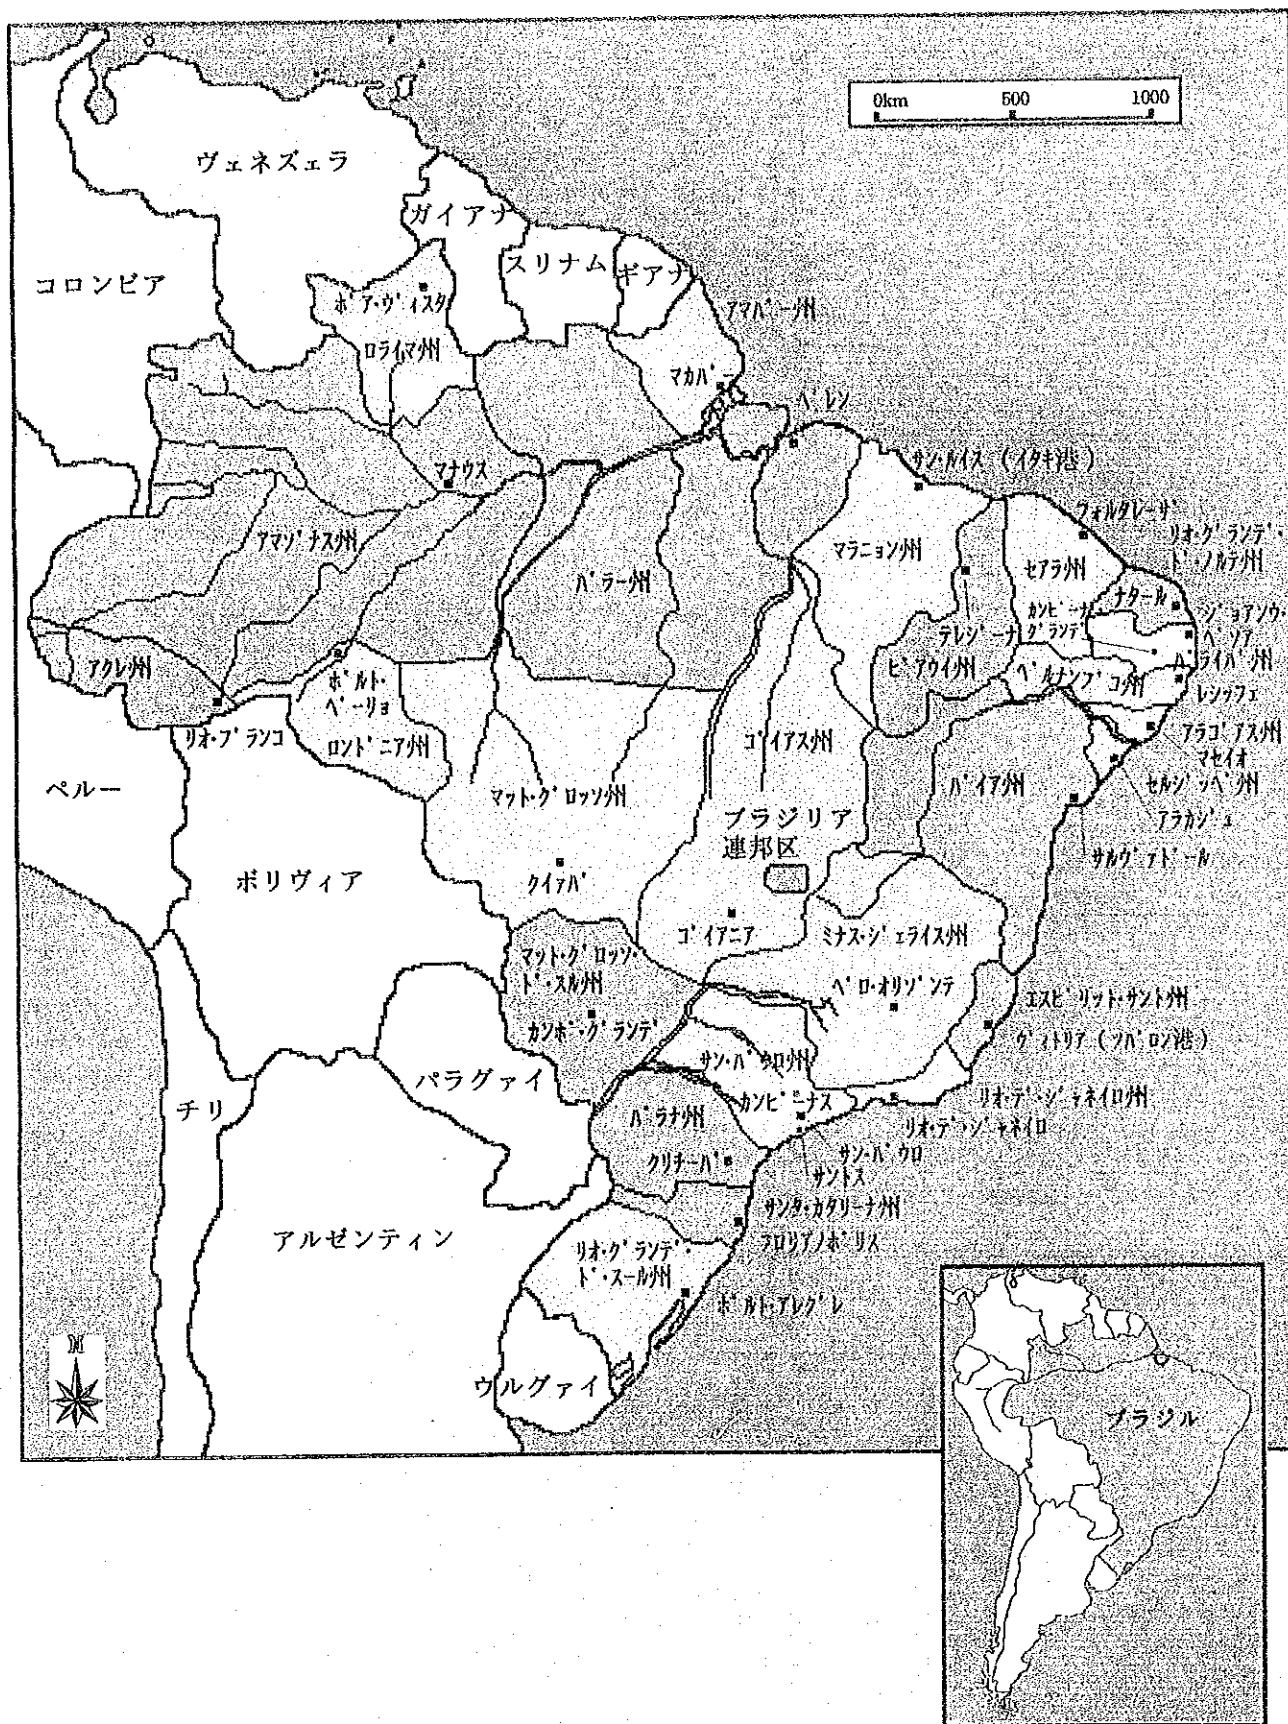 0km 500 1000
ヴェネズェラ
ガイアナ
スリナム
ギアナ
コロンビア
ボア・ヴィスタ
ロライマ州
アマパー州
マカパー
ベレン
マナウス
サン・ルイス (イタキ港)
フォルタレーザ
リオ・グランデ・
ド・ノルテ州
アマゾナス州
パラー州
マラニョン州
セアラ州
ナタール
カンピーナ
グランデ
ジョアンウ・
ペソア
テレジーナ
パライバ州
アクレ州
ピアウイ州
ペルナンブコ州
レシッフェ
ポルト・
ベーリョ
リオ・ブランコ
ロンドニア州
ゴイアス州
アラゴアス州
マセイオ
ペルー
マット・グロッソ州
バイア州
セルジッペ州
アラカジュ
ブラジリア
連邦区
サルヴァドール
ボリヴィア
クイアバ
ゴイアニア
ミナス・ジェライス州
マット・グロッソ・
ド・スル州
ベロ・オリゾンテ
エスピリット・サント州
カンポ・グランデ
ヴィトリア (ツバロン港)
サン・パウロ州
パラグァイ
チリ
カンピーナス
リオ・デ・ジャネイロ州
パラナ州
リオ・デ・ジャネイロ
サン・パウロ
クリチーバ
サントス
サンタ・カタリーナ州
アルゼンティン
フロリアノポリス
リオ・グランデ・
ド・スール州
ポルト・アレグレ
N
ウルグァイ
ブラジル